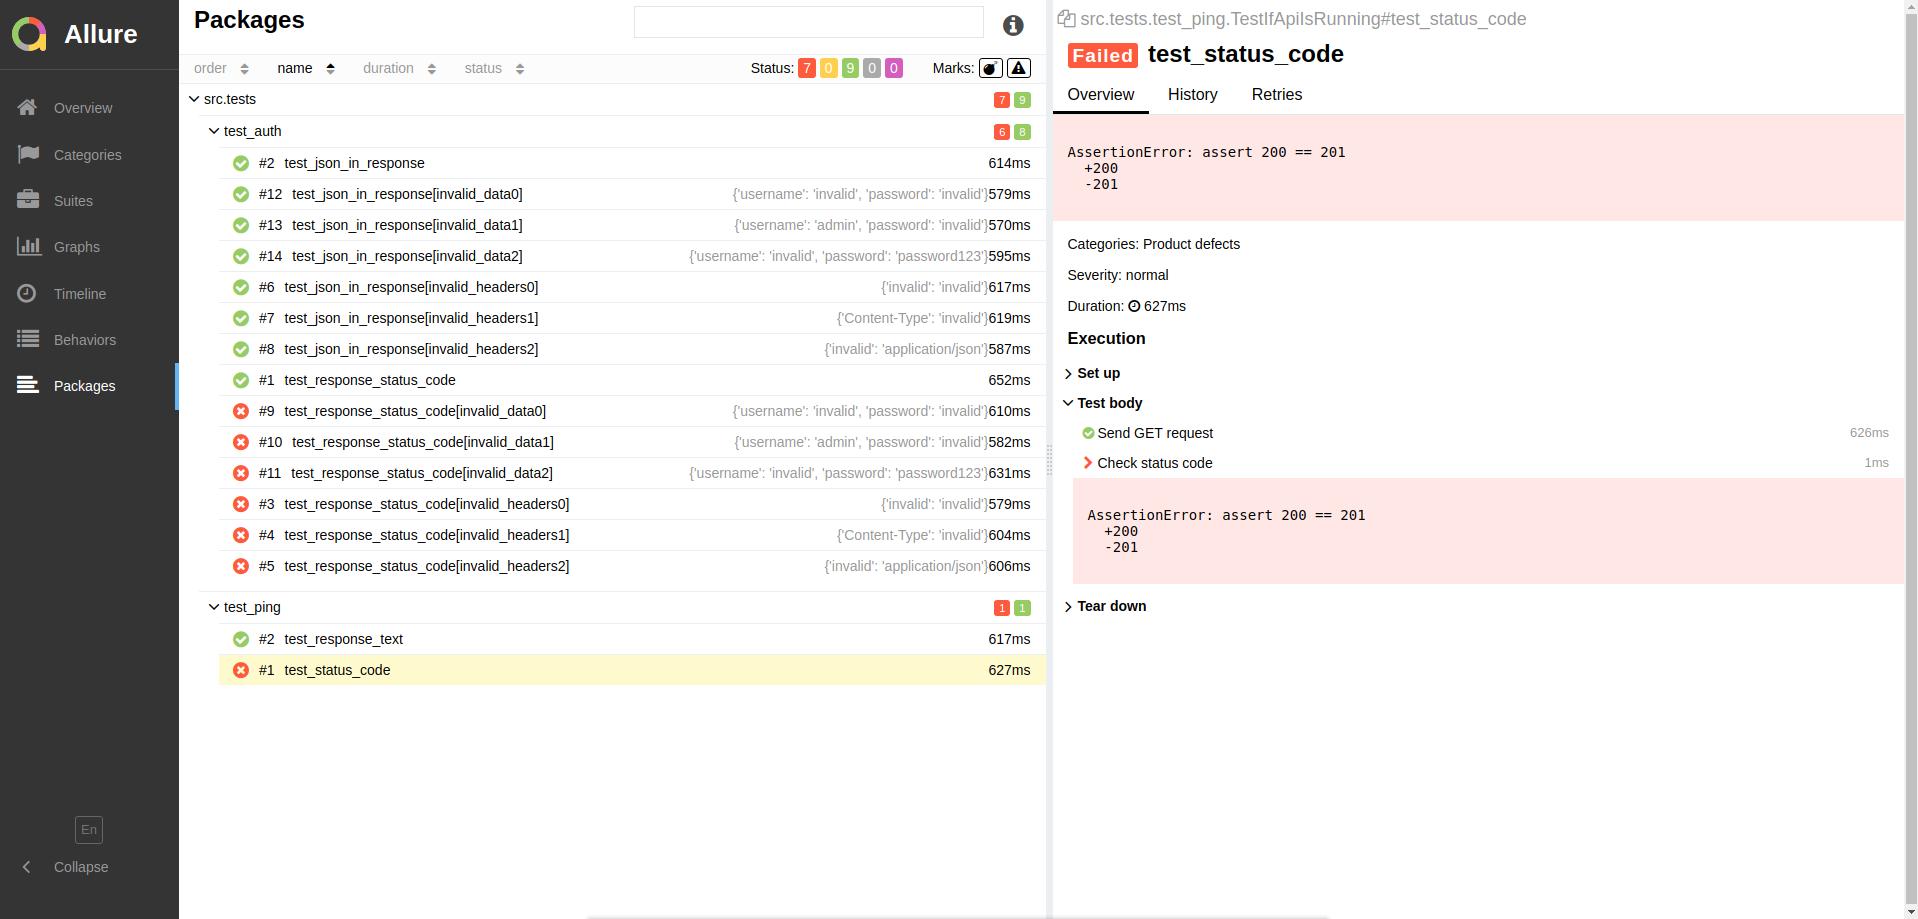 Allure
Overview
Categories
Suites
Graphs
Timeline
Behaviors
Packages
En
Collapse
Packages
order name duration status Status: 7 0 9 0 0 Marks:
src.tests 7 9
test_auth 6 8
#2 test_json_in_response 614ms
#12 test_json_in_response[invalid_data0] {'username': 'invalid', 'password': 'invalid'}579ms
#13 test_json_in_response[invalid_data1] {'username': 'admin', 'password': 'invalid'}570ms
#14 test_json_in_response[invalid_data2] {'username': 'invalid', 'password': 'password123'}595ms
#6 test_json_in_response[invalid_headers0] {'invalid': 'invalid'}617ms
#7 test_json_in_response[invalid_headers1] {'Content-Type': 'invalid'}619ms
#8 test_json_in_response[invalid_headers2] {'invalid': 'application/json'}587ms
#1 test_response_status_code 652ms
#9 test_response_status_code[invalid_data0] {'username': 'invalid', 'password': 'invalid'}610ms
#10 test_response_status_code[invalid_data1] {'username': 'admin', 'password': 'invalid'}582ms
#11 test_response_status_code[invalid_data2] {'username': 'invalid', 'password': 'password123'}631ms
#3 test_response_status_code[invalid_headers0] {'invalid': 'invalid'}579ms
#4 test_response_status_code[invalid_headers1] {'Content-Type': 'invalid'}604ms
#5 test_response_status_code[invalid_headers2] {'invalid': 'application/json'}606ms
test_ping 1 1
#2 test_response_text 617ms
#1 test_status_code 627ms
src.tests.test_ping.TestIfApiIsRunning#test_status_code
Failed test_status_code
Overview History Retries
AssertionError: assert 200 == 201
+200
-201
Categories: Product defects
Severity: normal
Duration: 627ms
Execution
Set up
Test body
Send GET request 626ms
Check status code 1ms
AssertionError: assert 200 == 201
+200
-201
Tear down